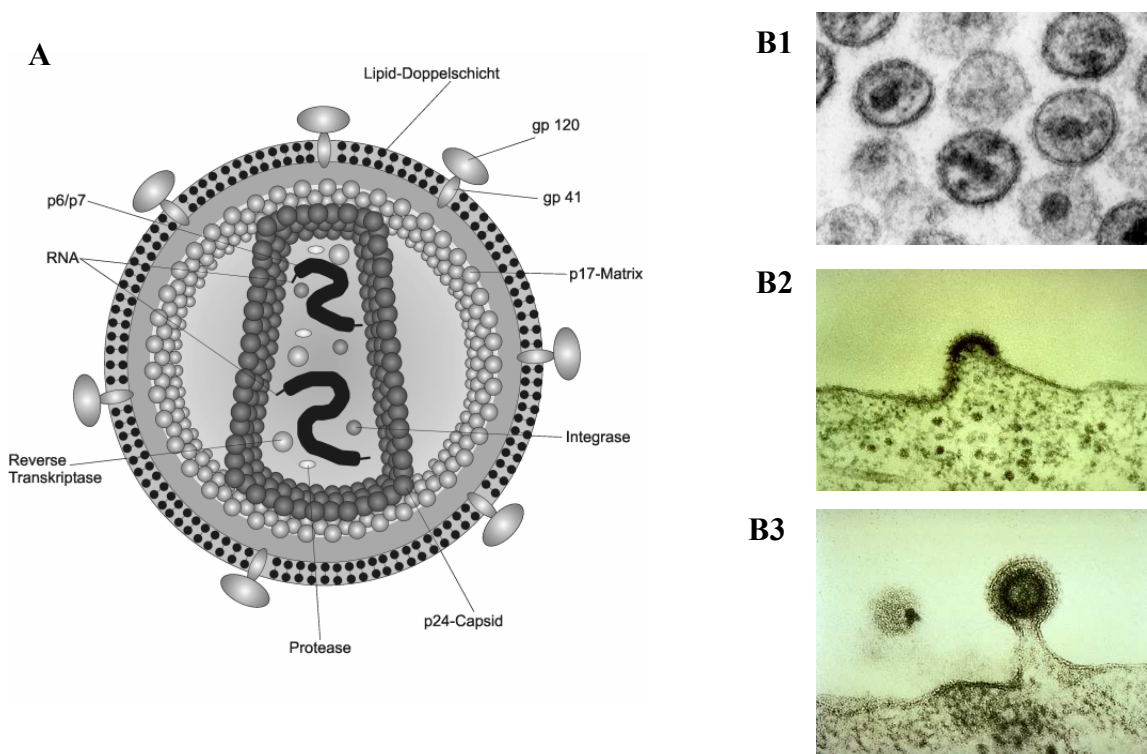 A
Lipid-Doppelschicht
gp 120
gp 41
p6/p7
RNA
p17-Matrix
Integrase
Reverse
Transkriptase
p24-Capsid
Protease
B1
B2
B3